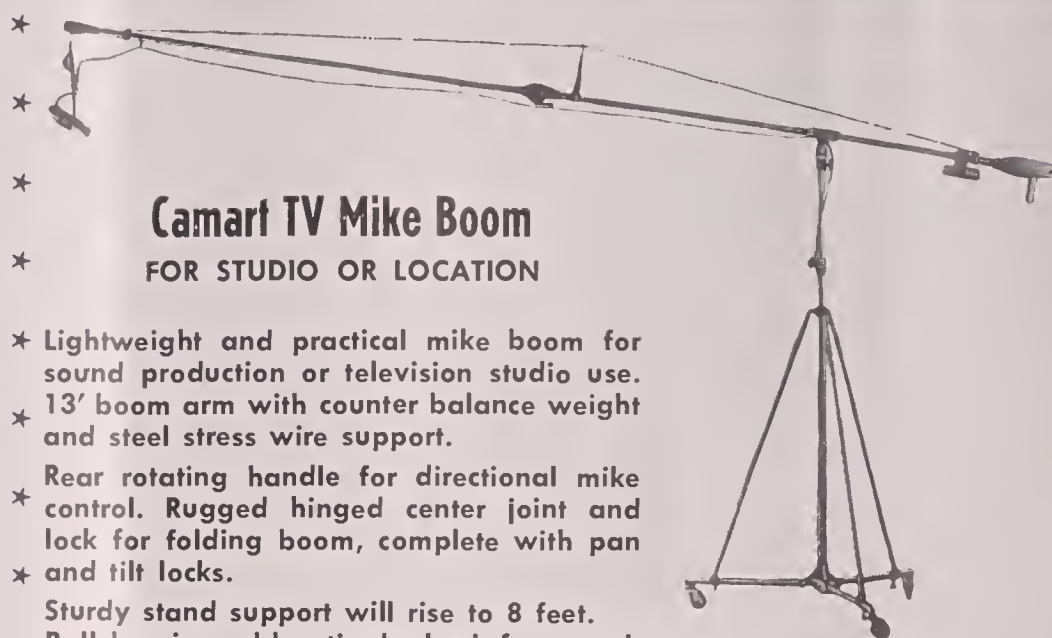 Camart TV Mike Boom
FOR STUDIO OR LOCATION
Lightweight and practical mike boom for
sound production or television studio use.
13′ boom arm with counter balance weight
and steel stress wire support.
Rear rotating handle for directional mike
control. Rugged hinged center joint and
lock for folding boom, complete with pan
and tilt locks.
Sturdy stand support will rise to 8 feet.